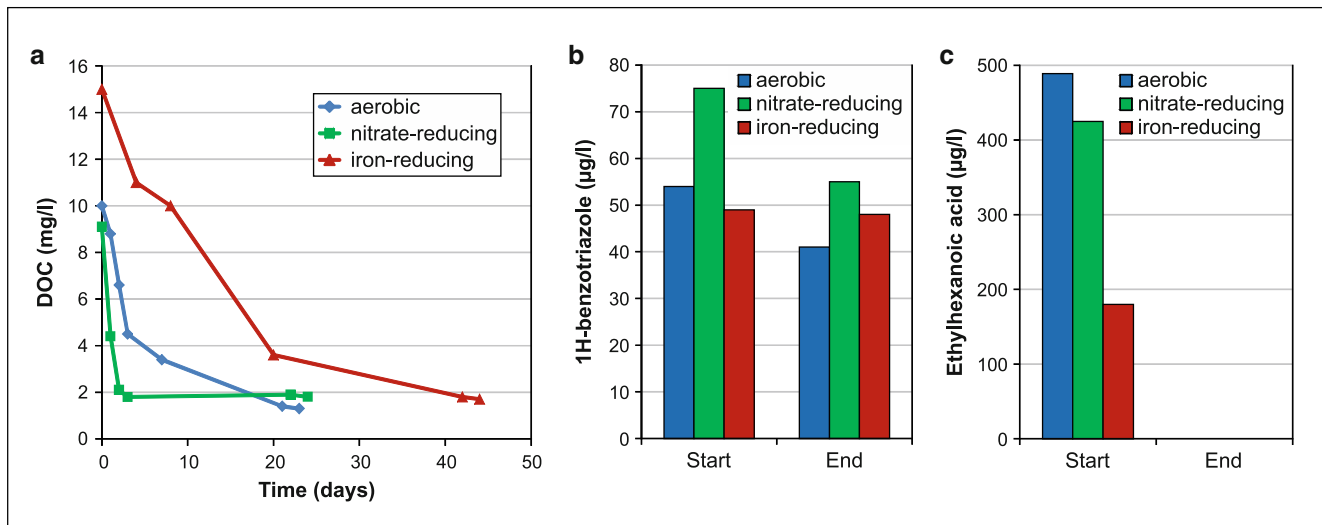 a
16
14
12
10
8
6
4
2
0
DOC (mg/l)
aerobic
nitrate-reducing
iron-reducing
0 10 20 30 40 50
Time (days)
b
80
70
60
50
40
30
20
10
0
1H-benzotriazole (µg/l)
aerobic
nitrate-reducing
iron-reducing
Start End
c
500
400
300
200
100
0
Ethylhexanoic acid (µg/l)
aerobic
nitrate-reducing
iron-reducing
Start End